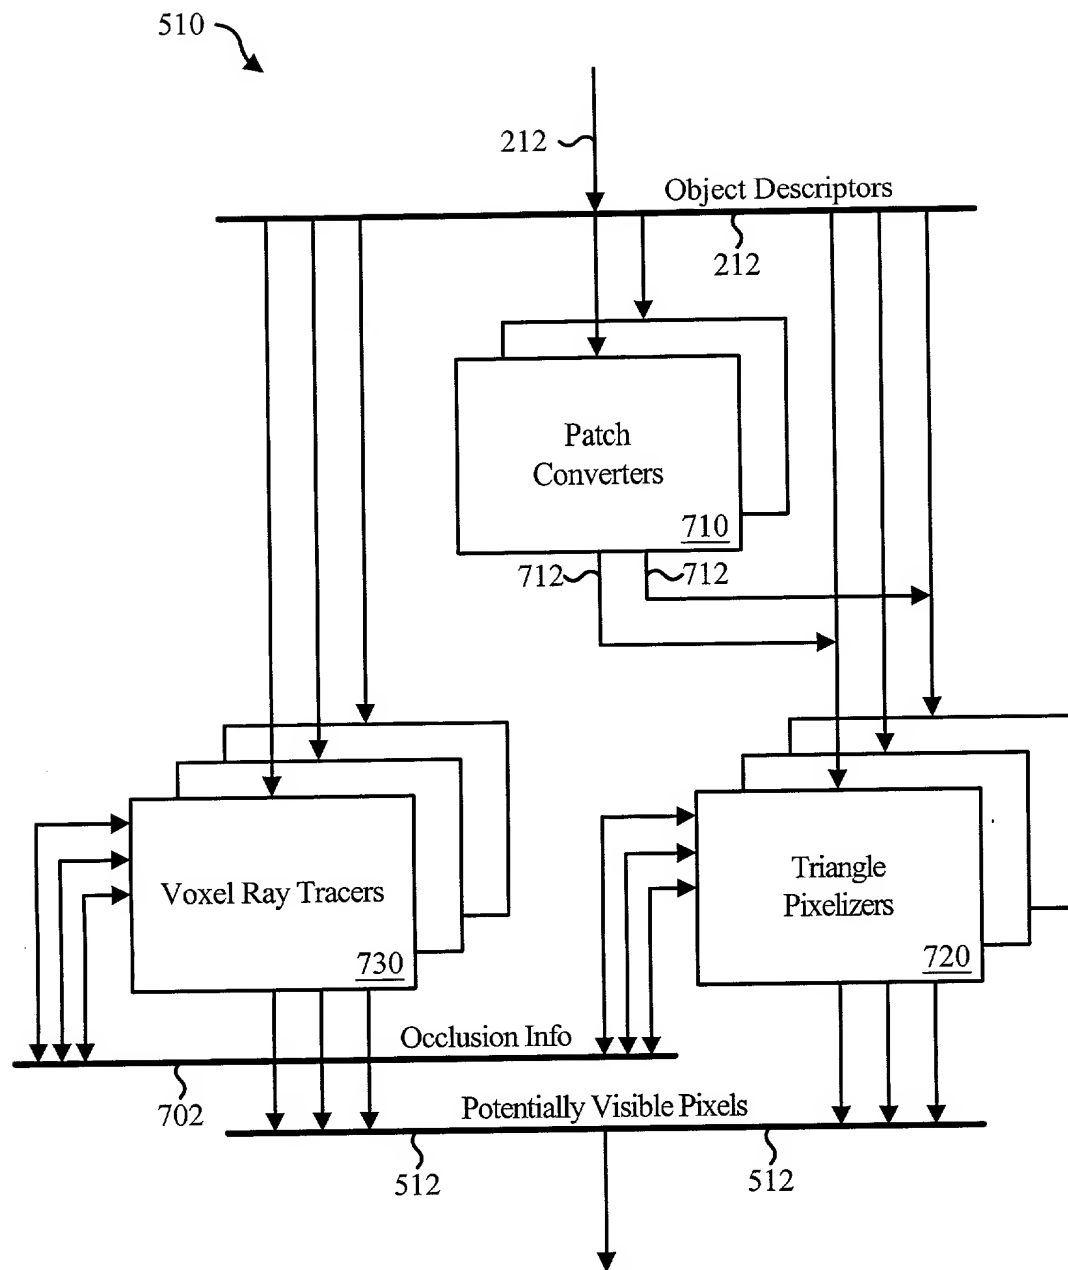 510
212
Object Descriptors
212
Patch
Converters
710
712
712
Voxel Ray Tracers
730
Triangle
Pixelizers
720
Occlusion Info
702
Potentially Visible Pixels
512
512